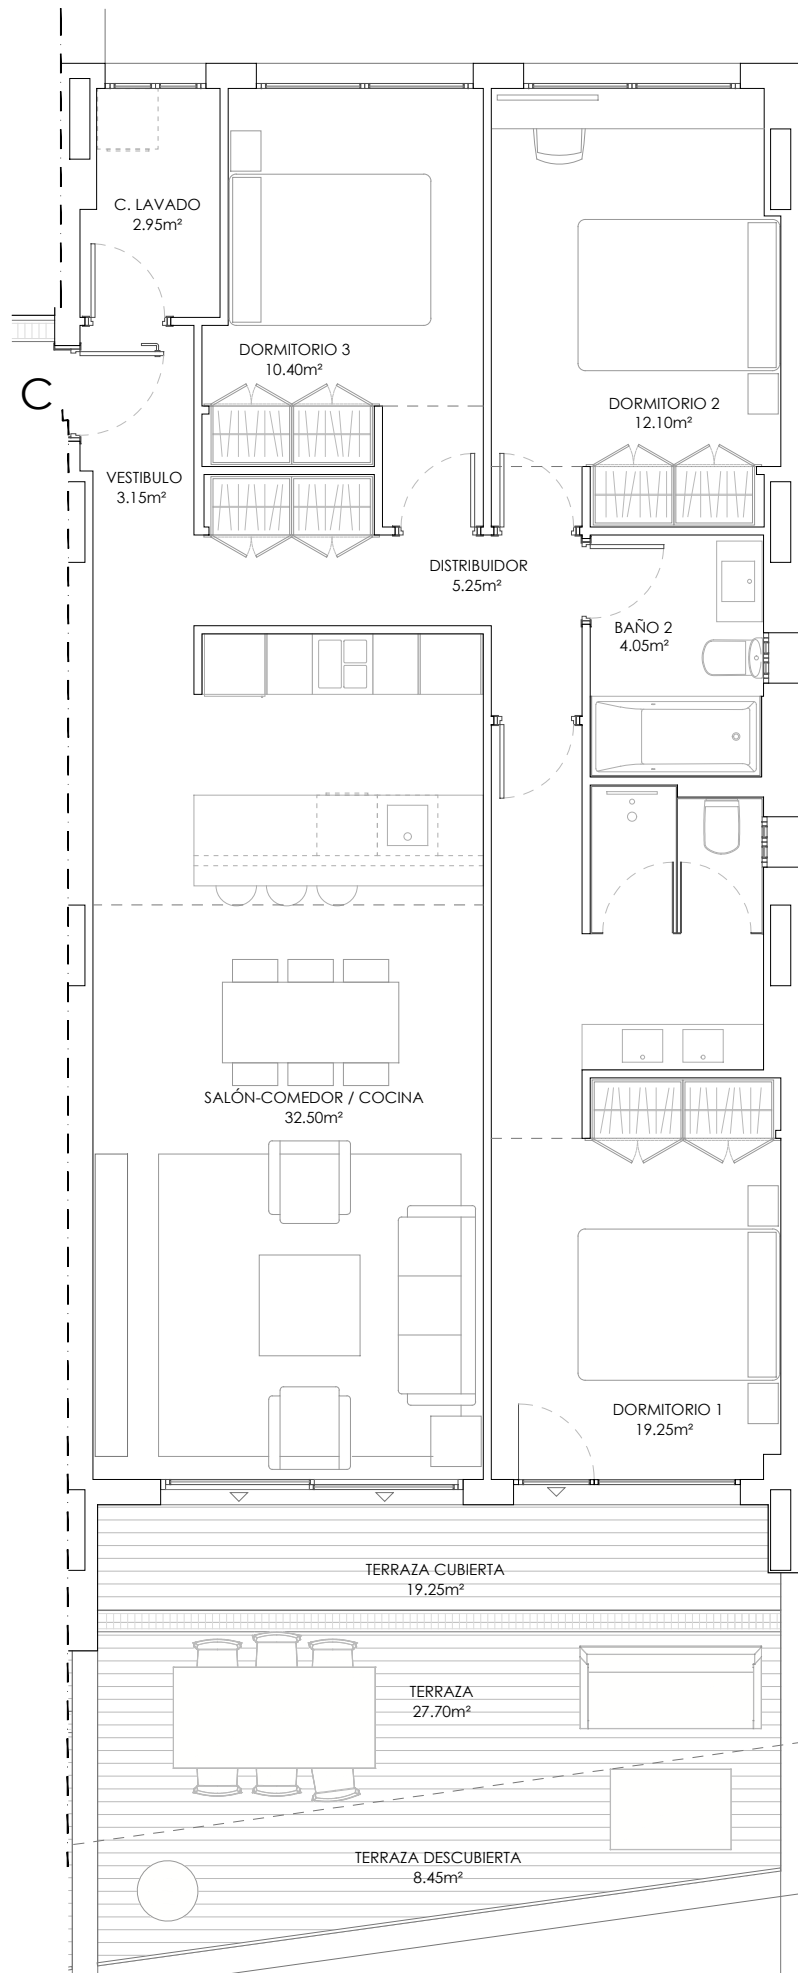 C. LAVADO
2.95m²
DORMITORIO 3
10.40m²
C
DORMITORIO 2
12.10m²
VESTIBULO
3.15m²
DISTRIBUIDOR
5.25m²
BAÑO 2
4.05m²
SALÓN-COMEDOR / COCINA
32.50m²
DORMITORIO 1
19.25m²
TERRAZA CUBIERTA
19.25m²
TERRAZA
27.70m²
TERRAZA DESCUBIERTA
8.45m²